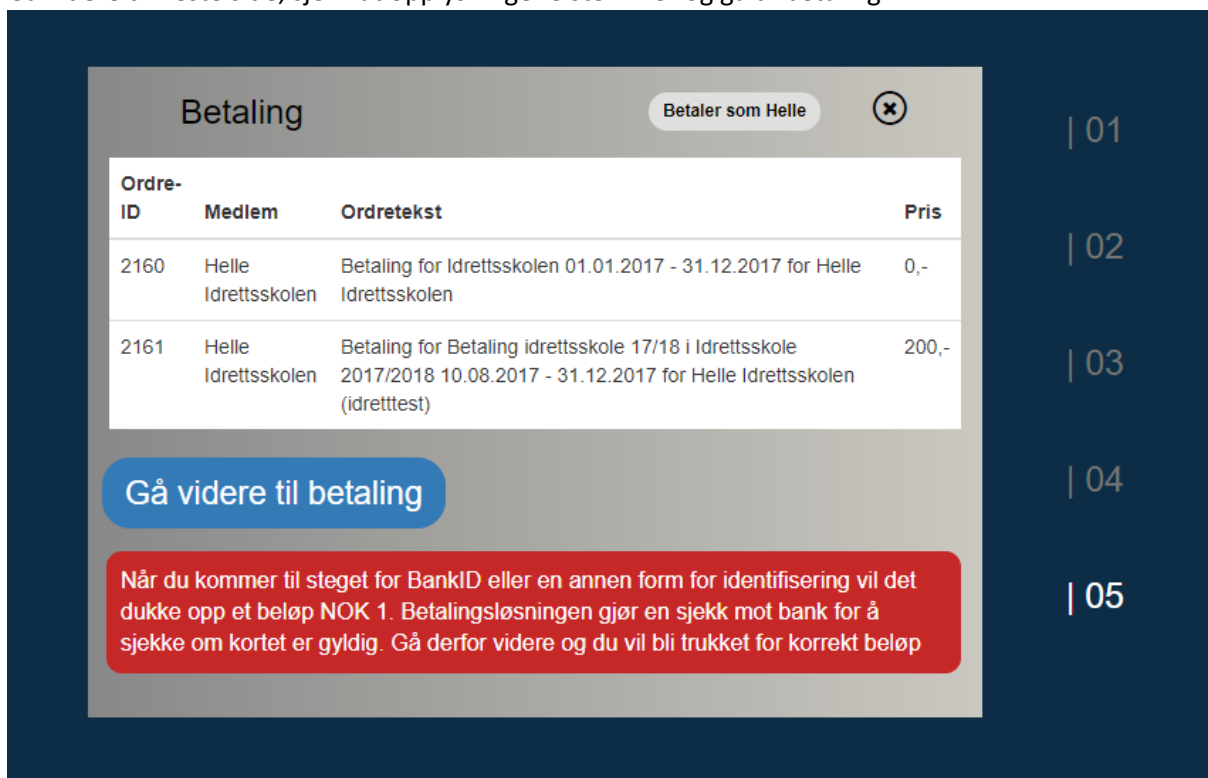 Betaling
Betaler som Helle
Ordre-
ID Medlem Ordretekst Pris
2160 Helle Betaling for Idrettsskolen 01.01.2017 - 31.12.2017 for Helle 0,-
Idrettsskolen Idrettsskolen
2161 Helle Betaling for Betaling idrettsskole 17/18 i Idrettsskole 200,-
Idrettsskolen 2017/2018 10.08.2017 - 31.12.2017 for Helle Idrettsskolen
(idretttest)
Gå videre til betaling
Når du kommer til steget for BankID eller en annen form for identifisering vil det
dukke opp et beløp NOK 1. Betalingsløsningen gjør en sjekk mot bank for å
sjekke om kortet er gyldig. Gå derfor videre og du vil bli trukket for korrekt beløp
| 01
| 02
| 03
| 04
| 05